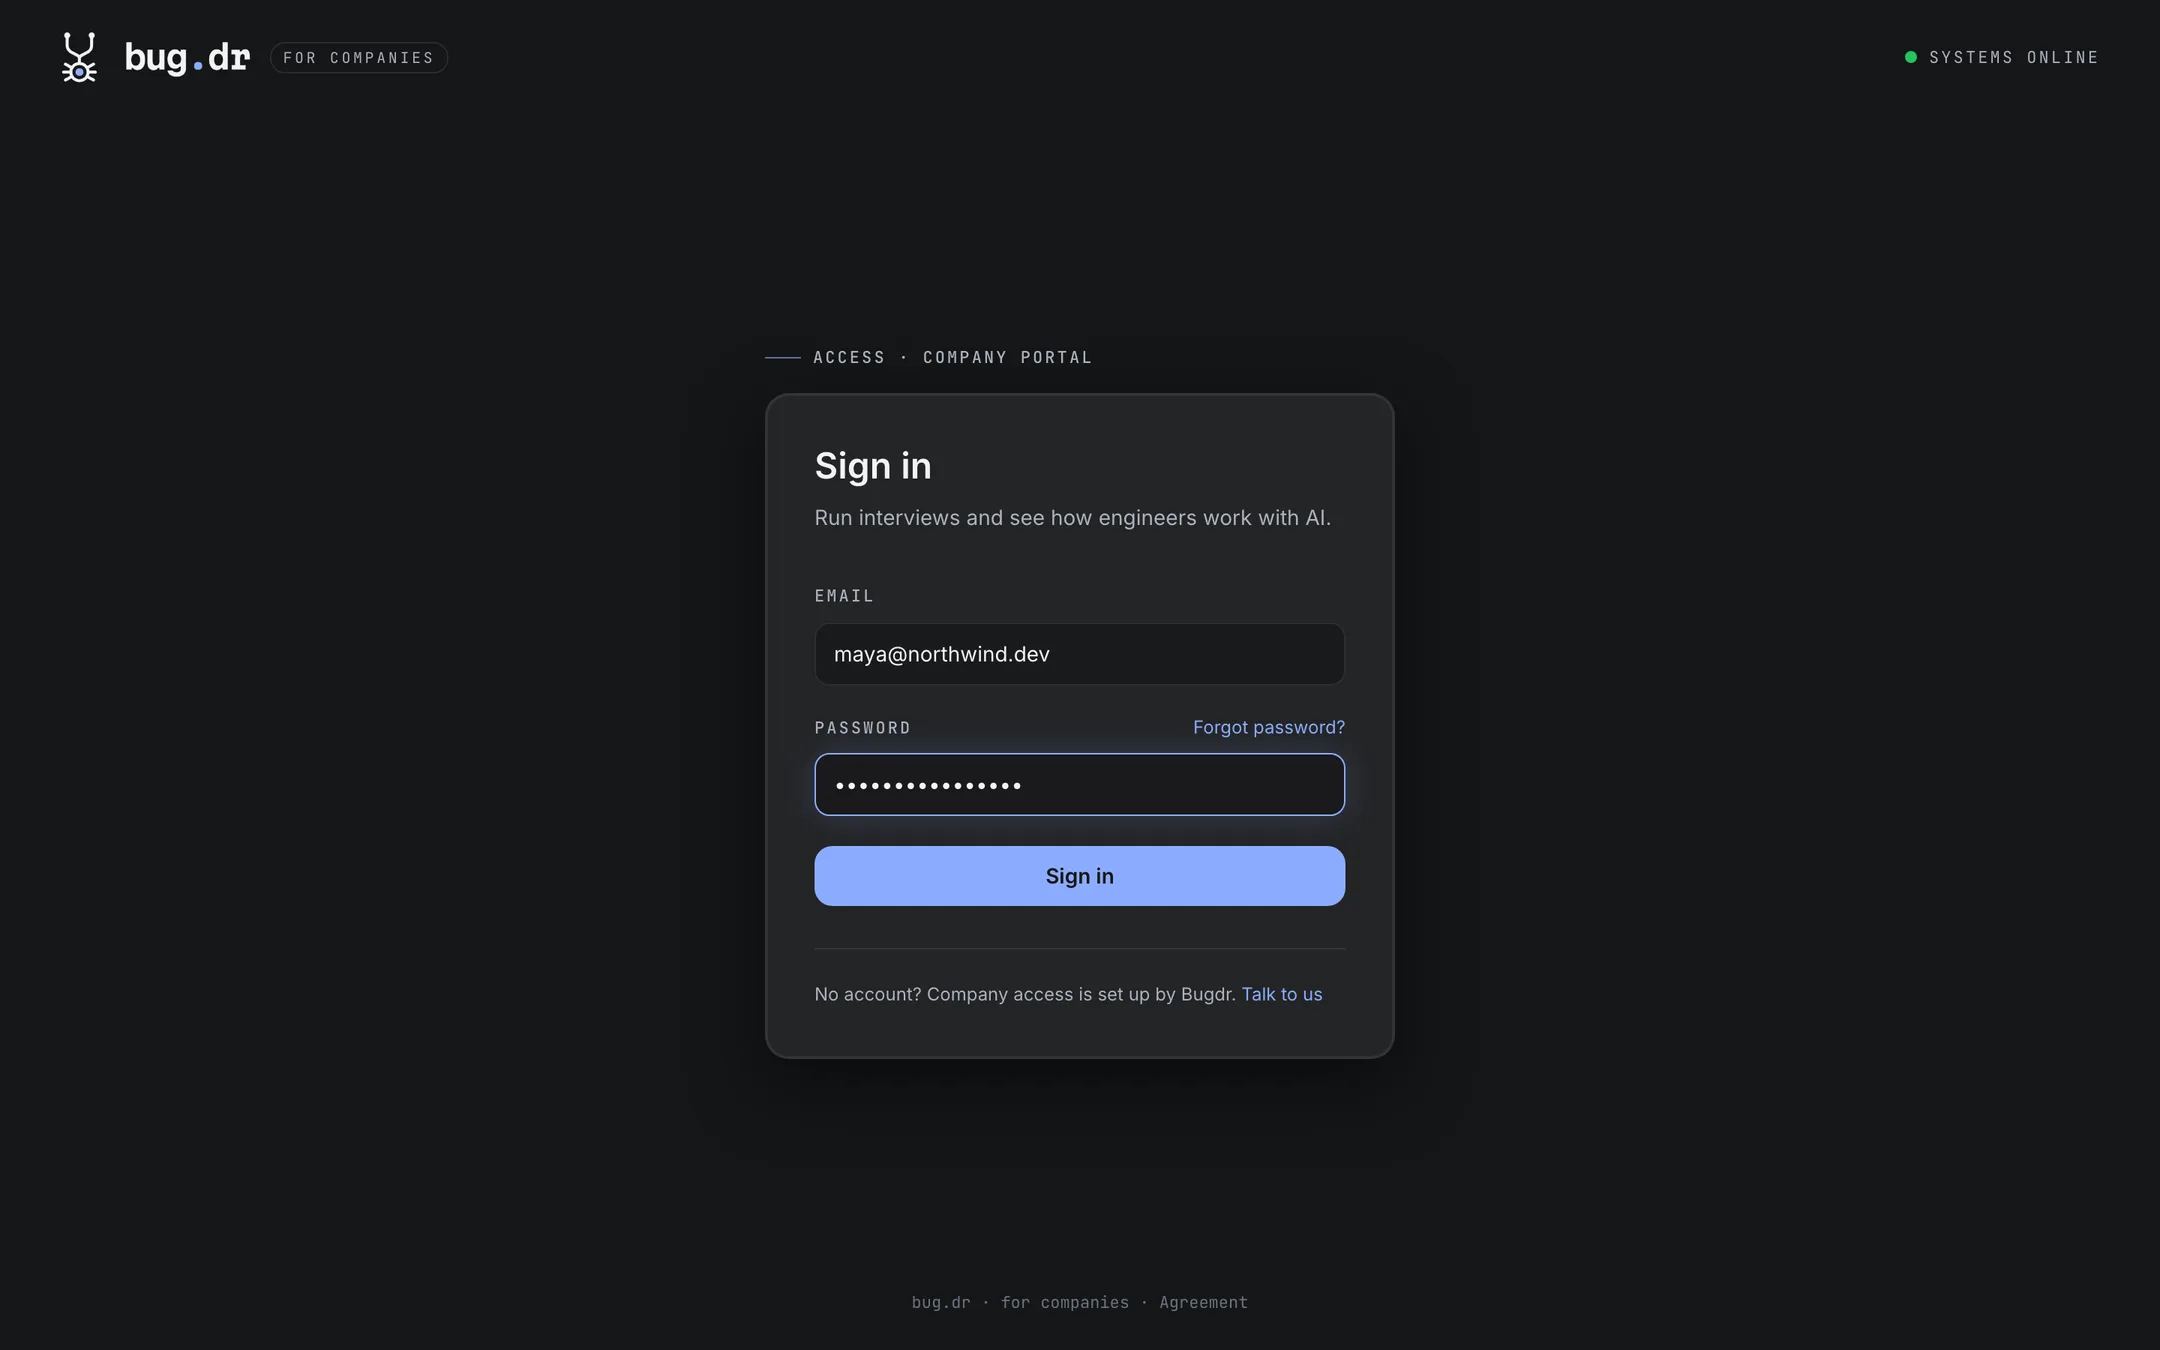 bug.dr FOR COMPANIES
SYSTEMS ONLINE
ACCESS · COMPANY PORTAL
Sign in
Run interviews and see how engineers work with AI.
EMAIL
maya@northwind.dev
PASSWORD
Forgot password?
••••••••••••••••
Sign in
No account? Company access is set up by Bugdr. Talk to us
bug.dr · for companies · Agreement